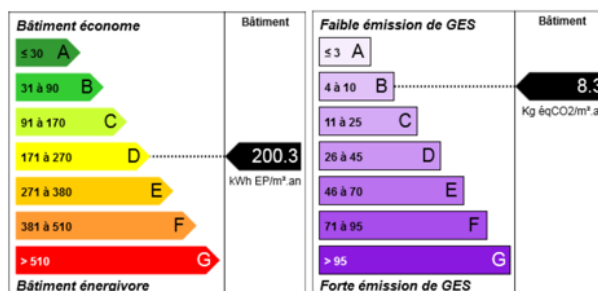 Bâtiment économe
Bâtiment
≤ 30 A
31 à 90 B
91 à 170 C
171 à 270 D
200.3
kWh EP/m².an
271 à 380 E
381 à 510 F
> 510 G
Bâtiment énergivore
Faible émission de GES
Bâtiment
≤ 3 A
4 à 10 B
8.3
Kg éqCO2/m².a
11 à 25 C
26 à 45 D
46 à 70 E
71 à 95 F
> 95 G
Forte émission de GES